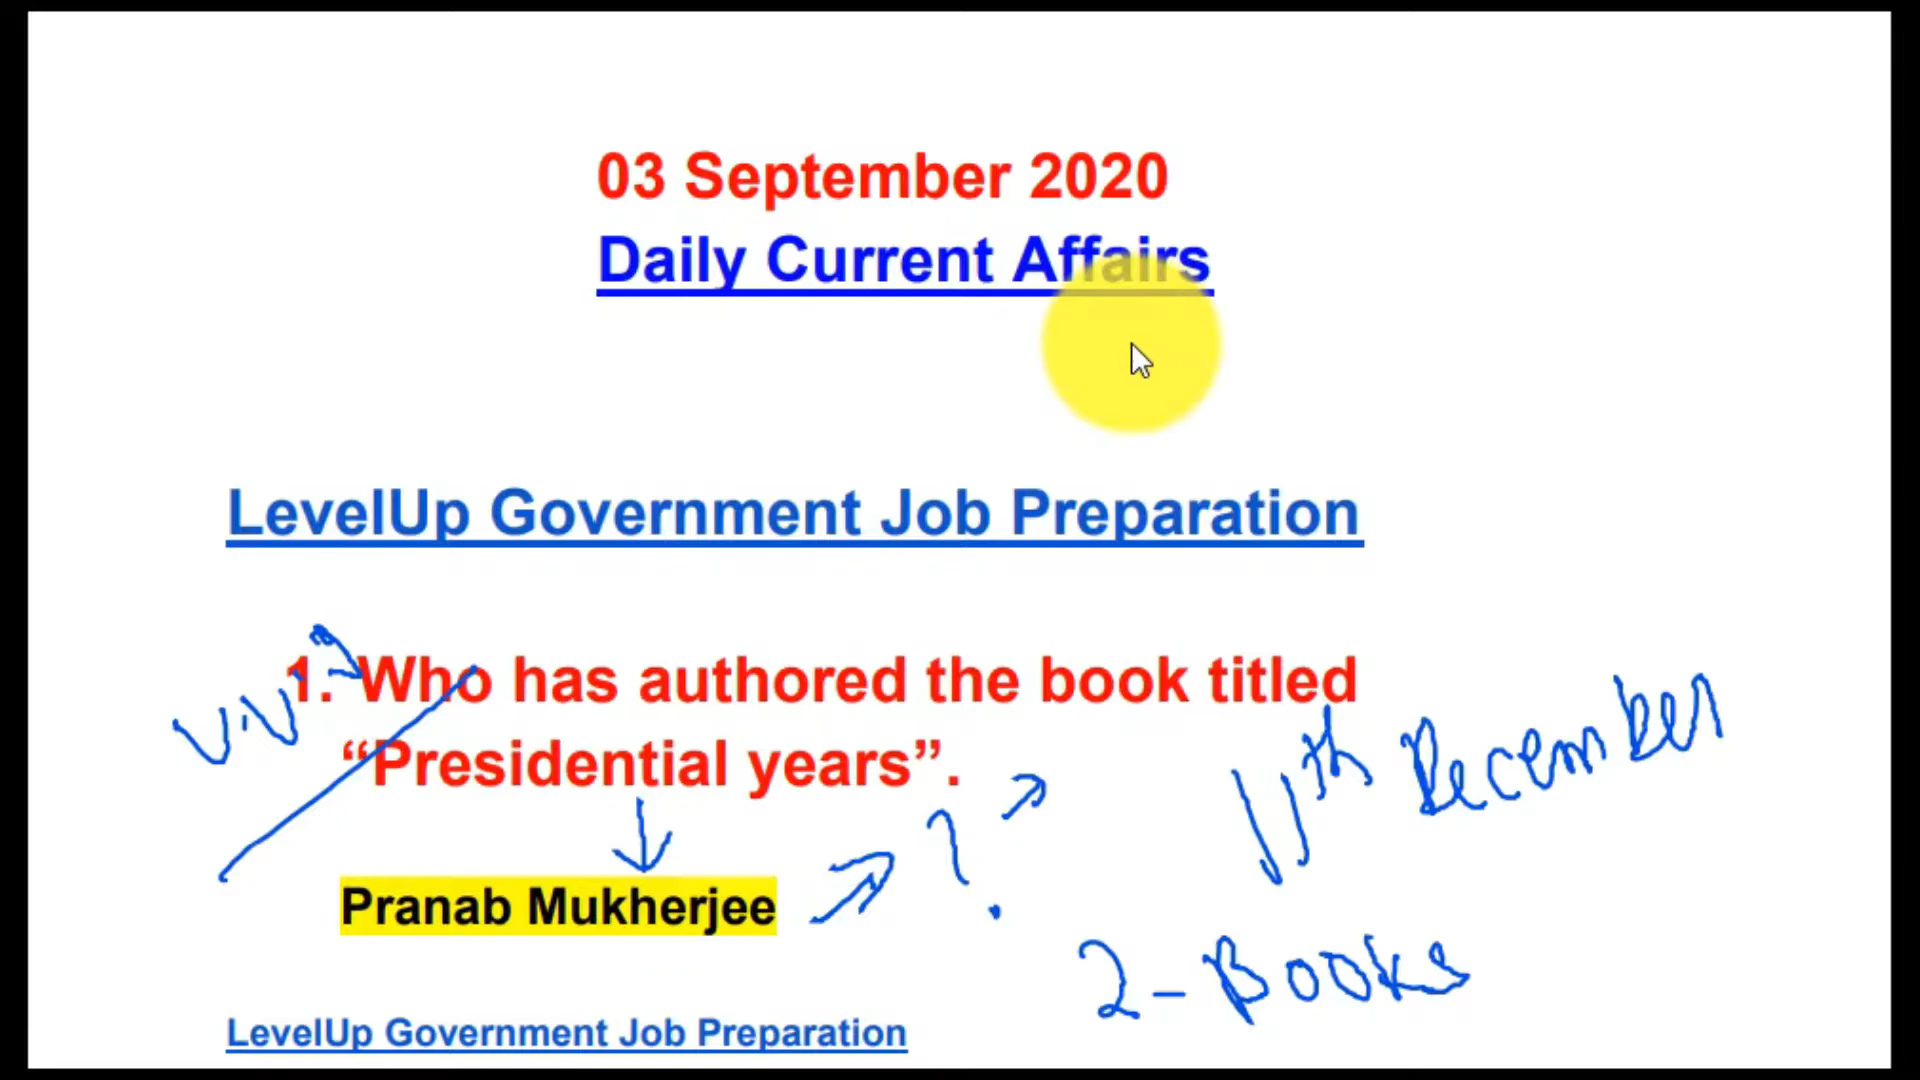 03 September 2020
Daily Current Affairs
LevelUp Government Job Preparation
1. Who has authored the book titled
“Presidential years”.
V.V
11th December
Pranab Mukherjee ?
2 - Books
LevelUp Government Job Preparation